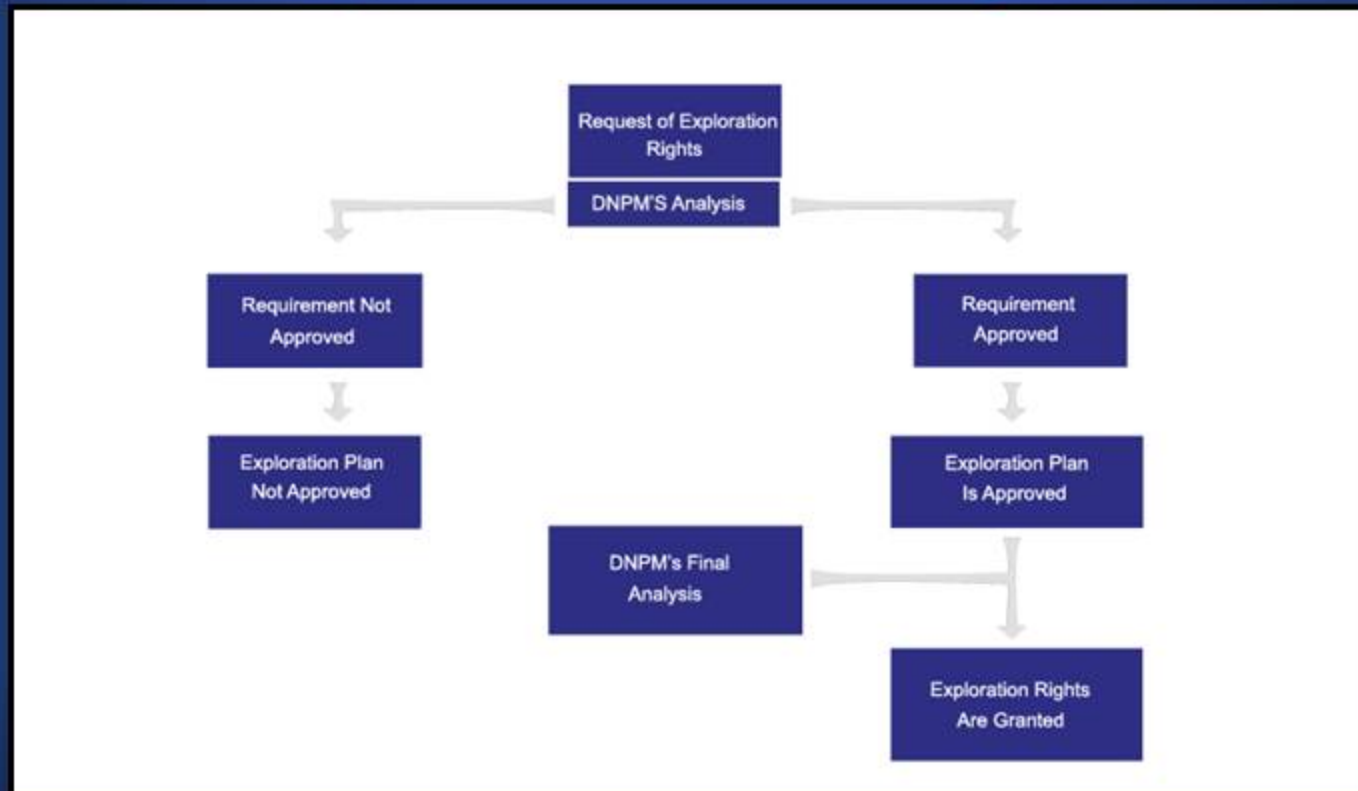 Request of Exploration
Rights
DNPM'S Analysis
Requirement Not
Approved
Requirement
Approved
Exploration Plan
Not Approved
Exploration Plan
Is Approved
DNPM's Final
Analysis
Exploration Rights
Are Granted